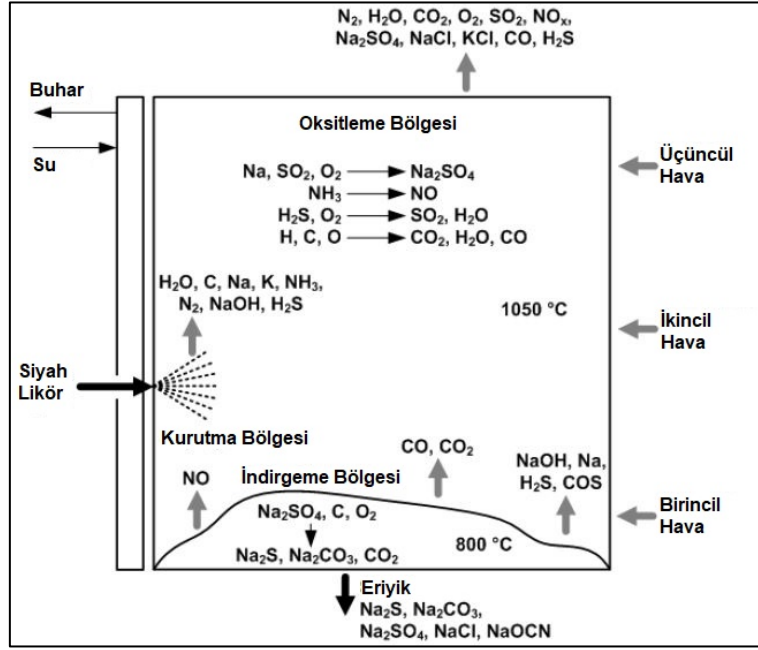 N₂, H₂O, CO₂, O₂, SO₂, NOₓ,
Na₂SO₄, NaCl, KCl, CO, H₂S
Buhar
Su
Oksitleme Bölgesi
Üçüncül
Hava
Na, SO₂, O₂ → Na₂SO₄
NH₃ → NO
H₂S, O₂ → SO₂, H₂O
H, C, O → CO₂, H₂O, CO
H₂O, C, Na, K, NH₃,
N₂, NaOH, H₂S
1050 °C
İkincil
Hava
Siyah
Likör
Kurutma Bölgesi
İndirgeme Bölgesi
CO, CO₂
NaOH, Na,
H₂S, COS
NO
Birincil
Hava
Na₂SO₄, C, O₂
Na₂S, Na₂CO₃, CO₂
800 °C
Eriyik
Na₂S, Na₂CO₃,
Na₂SO₄, NaCl, NaOCN